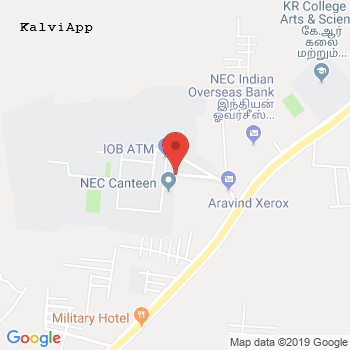 KalviApp
KR College
Arts & Scien
கே.ஆர்
கலை
மற்றும்...
NEC Indian
Overseas Bank
இந்தியன்
ஓவர்சீஸ்...
IOB ATM
NEC Canteen
Aravind Xerox
Military Hotel
Google
Map data ©2019 Google